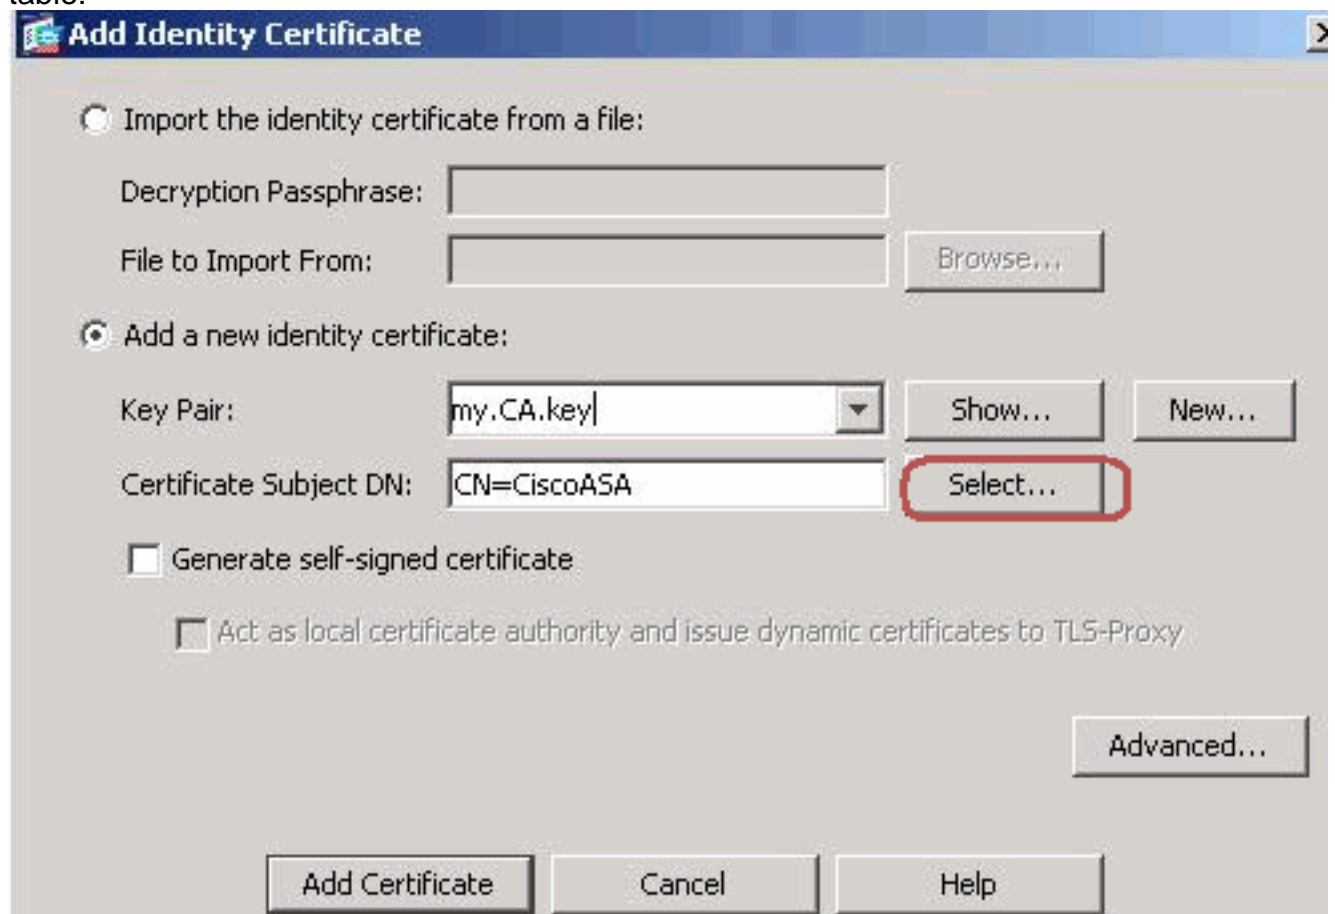 table.
Add Identity Certificate
Import the identity certificate from a file:
Decryption Passphrase:
File to Import From: Browse...
Add a new identity certificate:
Key Pair: my.CA.key Show... New...
Certificate Subject DN: CN=CiscoASA Select...
Generate self-signed certificate
Act as local certificate authority and issue dynamic certificates to TLS-Proxy
Advanced...
Add Certificate Cancel Help